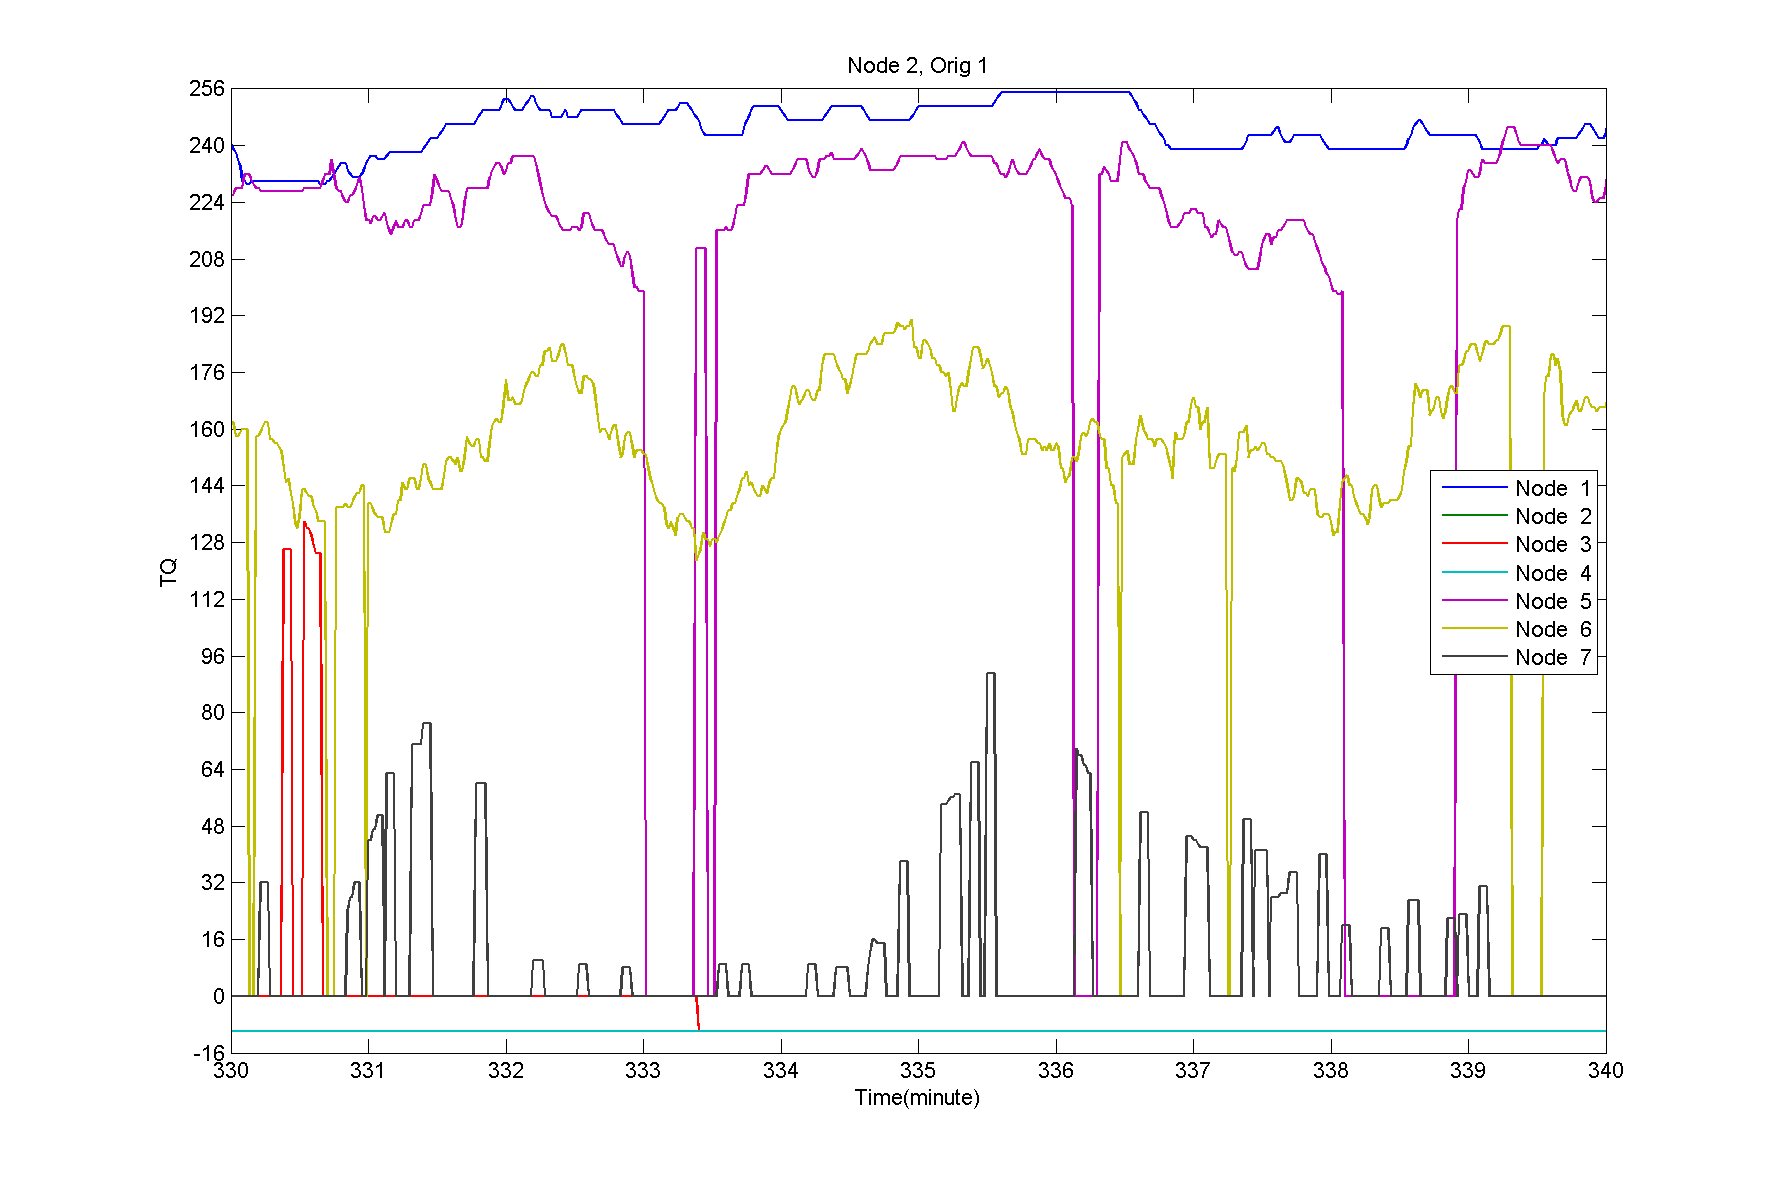 Node 2, Orig 1
256
240
224
208
192
176
160
144
128
112
96
80
64
48
32
16
0
-16
TQ
Node 1
Node 2
Node 3
Node 4
Node 5
Node 6
Node 7
330 331 332 333 334 335 336 337 338 339 340
Time(minute)